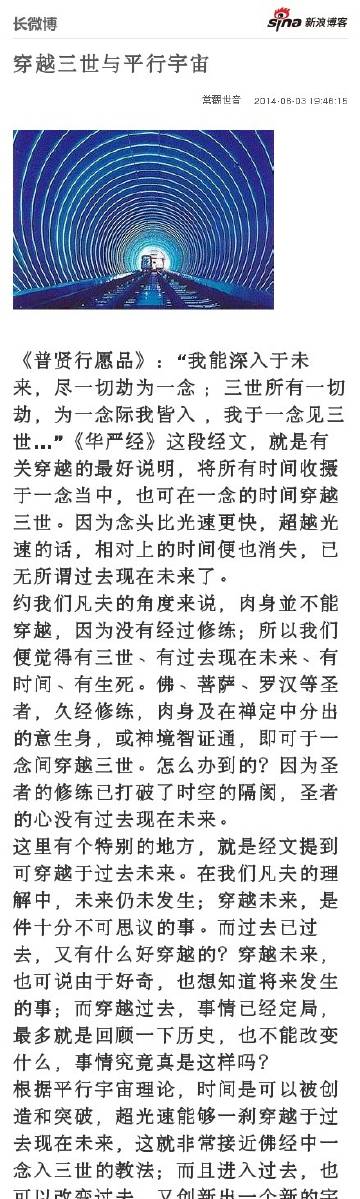 长微博
sina 新浪博客
穿越三世与平行宇宙
2014-06-03 19:46:15
《普贤行愿品》：“我能深入于未
来，尽一切劫为一念 ；三世所有一切
劫，为一念际我皆入 ，我于一念见三
世…”《华严经》这段经文，就是有
关穿越的最好说明，将所有时间收摄
于一念当中，也可在一念的时间穿越
三世。因为念头比光速更快，超越光
速的话，相对上的时间便也消失，已
无所谓过去现在未来了。
约我们凡夫的角度来说，肉身並不能
穿越，因为没有经过修练；所以我们
便觉得有三世、有过去现在未来、有
时间、有生死。佛、菩萨、罗汉等圣
者，久经修练，肉身及在禅定中分出
的意生身，或神境智证通，即可于一
念间穿越三世。怎么办到的？因为圣
者的修练已打破了时空的隔阂，圣者
的心没有过去现在未来。
这里有个特别的地方，就是经文提到
可穿越于过去未来。在我们凡夫的理
解中，未来仍未发生；穿越未来，是
件十分不可思议的事。而过去已过
去，又有什么好穿越的？穿越未来，
也可说由于好奇，也想知道将来发生
的事；而穿越过去，事情已经定局，
最多就是回顾一下历史，也不能改变
什么，事情究竟真是这样吗？
根据平行宇宙理论，时间是可以被创
造和突破，超光速能够一刹穿越于过
去现在未来，这就非常接近佛经中一
念入三世的教法；而且进入过去，也
可以改变过去，又创新出一个新的宇